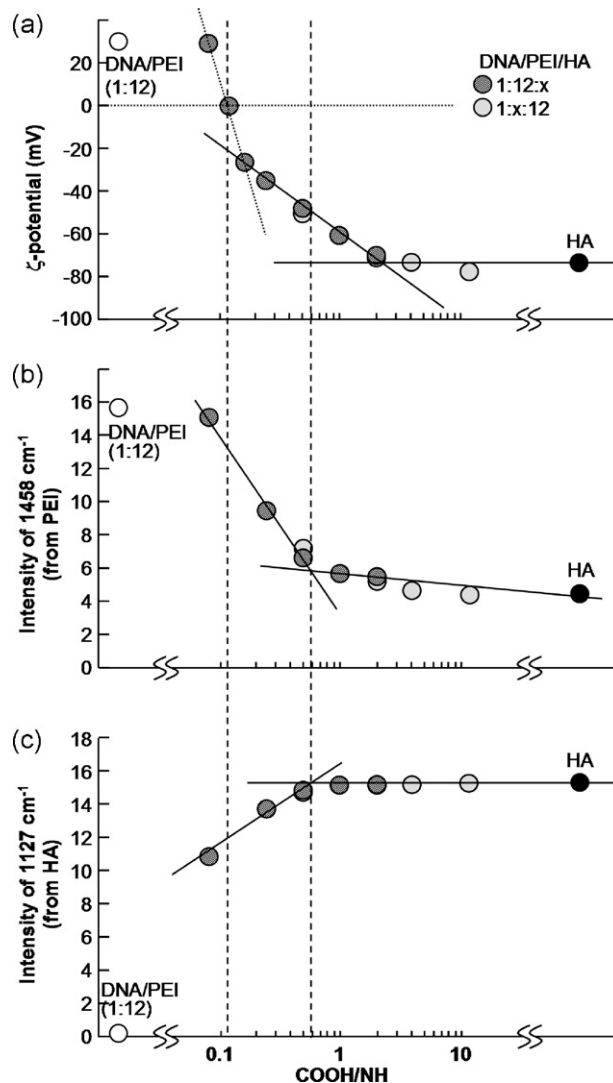 (a)
DNA/PEI
(1:12)
DNA/PEI/HA
1:12:x
1:x:12
HA
20
0
-20
-40
-60
-80
-100
ζ-potential (mV)
(b)
DNA/PEI
(1:12)
HA
16
14
12
10
8
6
4
2
0
Intensity of 1458 cm⁻¹
(from PEI)
(c)
HA
DNA/PEI
(1:12)
18
16
14
12
10
8
6
4
2
0
Intensity of 1127 cm⁻¹
(from HA)
0.1 1 10
COOH/NH